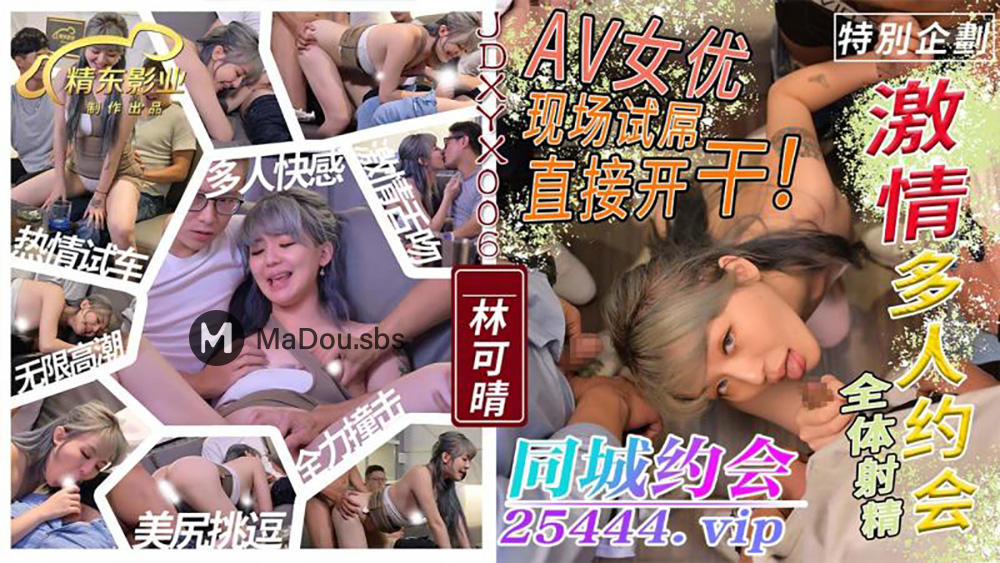 精东影业
制作出品
JDXYX006
林可晴
多人快感
激情舌吻
热情试车
无限高潮
全力撞击
美尻挑逗
M MaDou.sbs
AV女优
现场试屌
直接开干!
特別企劃
激情多人约会
全体射精
同城约会
25444.vip